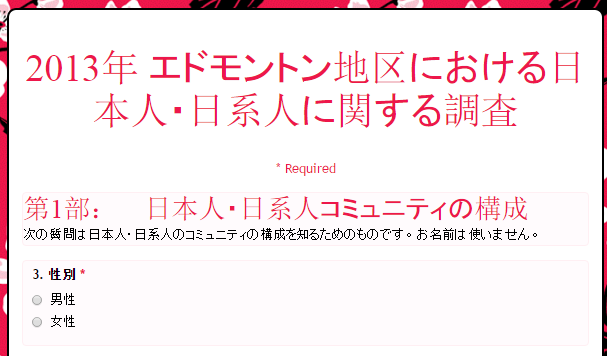 2013年 エドモントン地区における日
本人・日系人に関する調査
* Required
第1部： 日本人・日系人コミュニティの構成
次の質問は日本人・日系人のコミュニティの構成を知るためのものです。お名前は使いません。
3. 性別 *
男性
女性